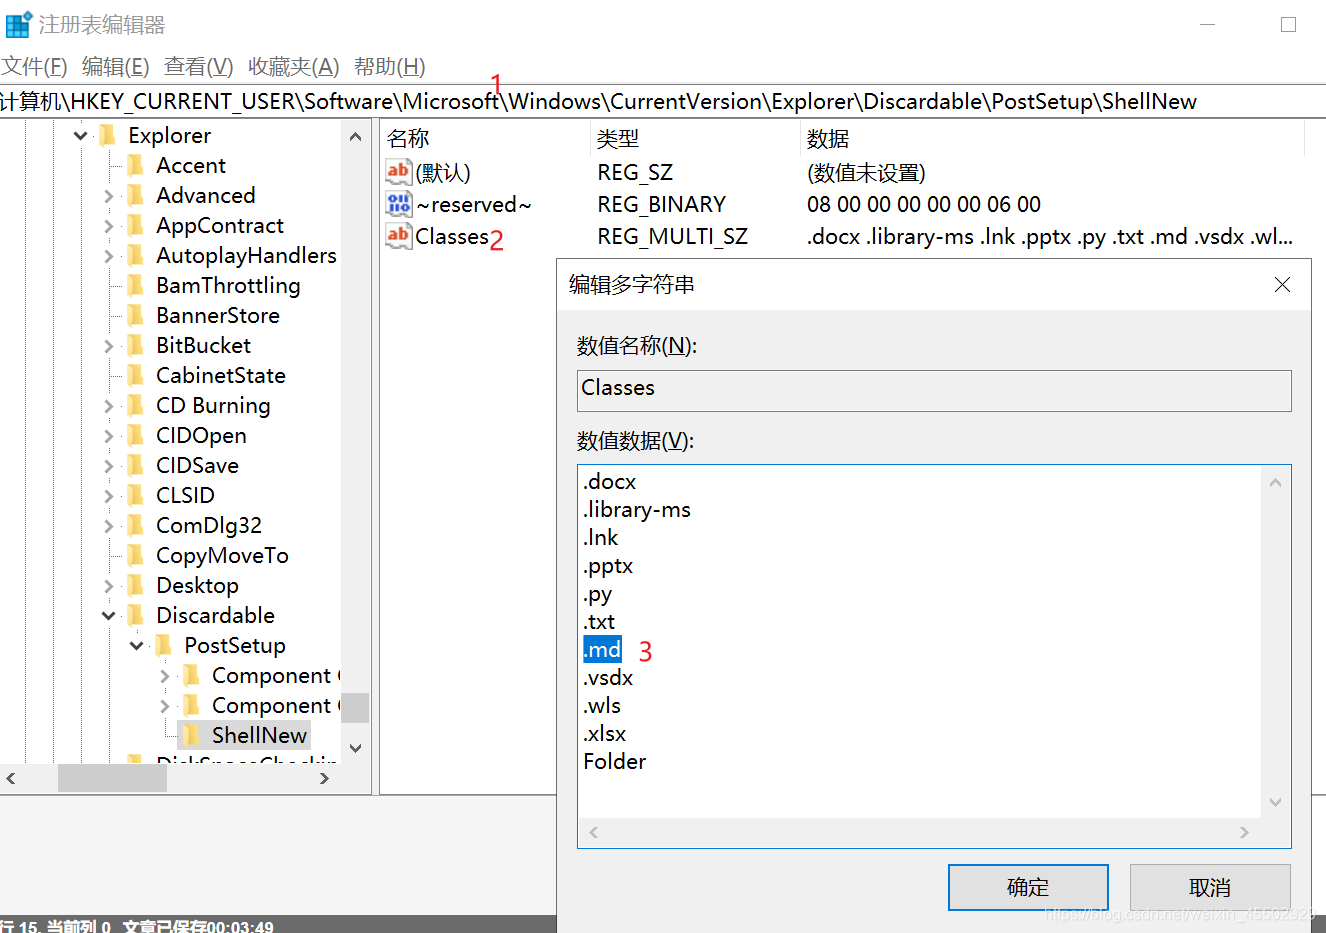 注册表编辑器
文件(F) 编辑(E) 查看(V) 收藏夹(A) 帮助(H)
1
计算机\HKEY_CURRENT_USER\Software\Microsoft\Windows\CurrentVersion\Explorer\Discardable\PostSetup\ShellNew
Explorer
Accent
Advanced
AppContract
AutoplayHandlers
BamThrottling
BannerStore
BitBucket
CabinetState
CD Burning
CIDOpen
CIDSave
CLSID
ComDlg32
CopyMoveTo
Desktop
Discardable
PostSetup
Component
Component
ShellNew
DiskSpaceCheckin
名称 类型 数据
(默认) REG_SZ (数值未设置)
~reserved~ REG_BINARY 08 00 00 00 00 00 06 00
Classes 2 REG_MULTI_SZ .docx .library-ms .lnk .pptx .py .txt .md .vsdx .wl...
编辑多字符串
数值名称(N):
Classes
数值数据(V):
.docx
.library-ms
.lnk
.pptx
.py
.txt
.md 3
.vsdx
.wls
.xlsx
Folder
确定 取消
行 15, 当前列 0 文章已保存00:03:49
https://blog.csdn.net/weixin_45502929